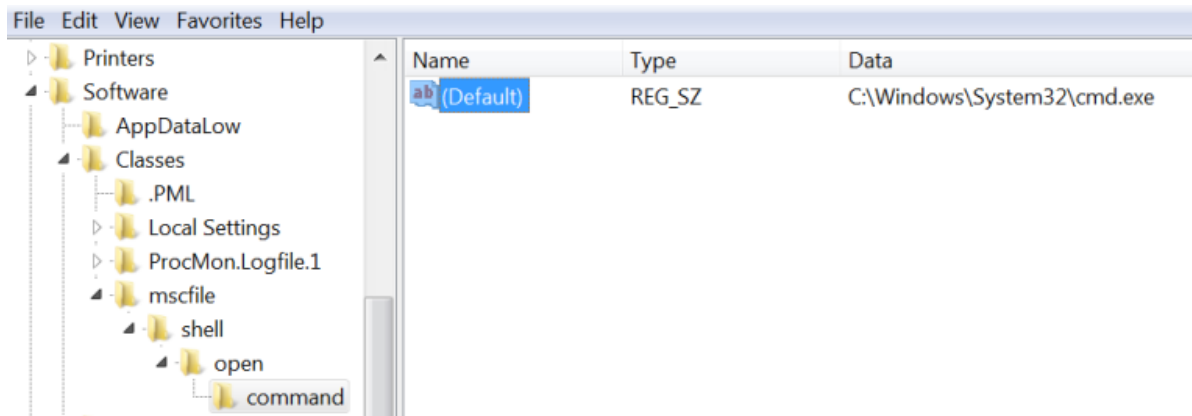 File Edit View Favorites Help
Printers
Software
AppDataLow
Classes
.PML
Local Settings
ProcMon.Logfile.1
mscfile
shell
open
command
Name Type Data
ab (Default) REG_SZ C:\Windows\System32\cmd.exe